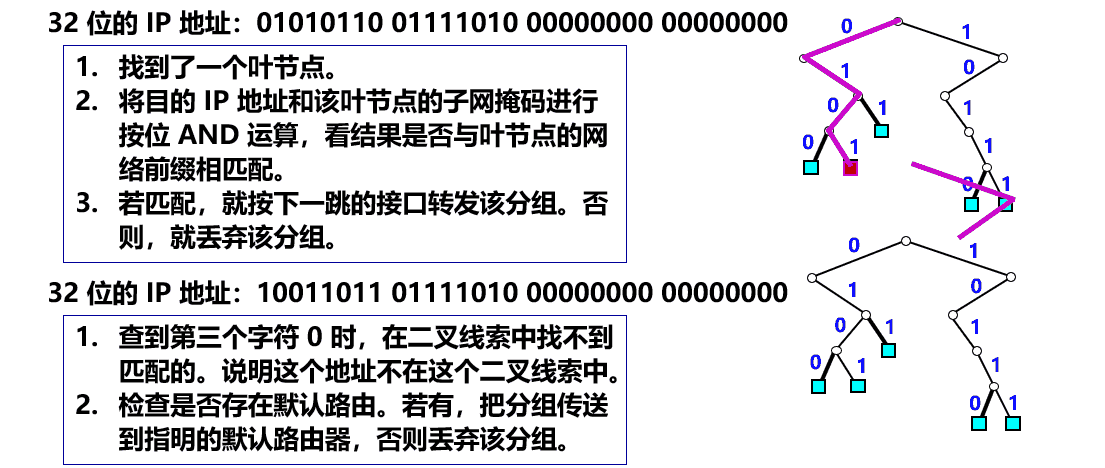 32 位的 IP 地址：01010110 01111010 00000000 00000000
1. 找到了一个叶节点。
2. 将目的 IP 地址和该叶节点的子网掩码进行
按位 AND 运算，看结果是否与叶节点的网
络前缀相匹配。
3. 若匹配，就按下一跳的接口转发该分组。否
则，就丢弃该分组。
0 1
1 0
0 1 1
0 1 1
0 1
32 位的 IP 地址：10011011 01111010 00000000 00000000
1. 查到第三个字符 0 时，在二叉线索中找不到
匹配的。说明这个地址不在这个二叉线索中。
2. 检查是否存在默认路由。若有，把分组传送
到指明的默认路由器，否则丢弃该分组。
0 1
1 0
0 1 1
0 1 1
0 1